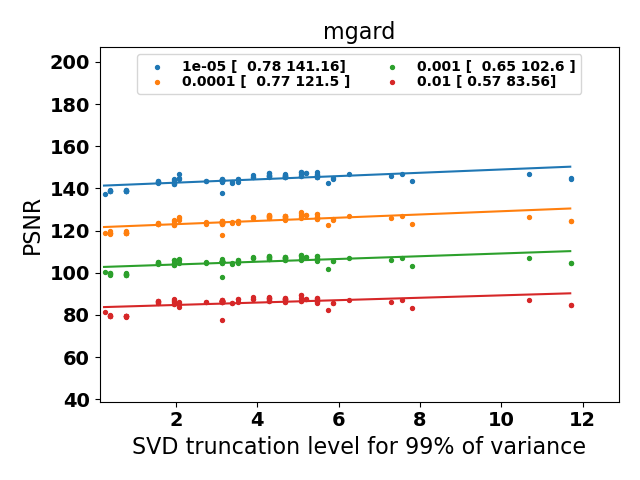 mgard
1e-05 [  0.78 141.16]
0.0001 [  0.77 121.5 ]
0.001 [  0.65 102.6 ]
0.01 [ 0.57 83.56]
PSNR
200
180
160
140
120
100
80
60
40
2 4 6 8 10 12
SVD truncation level for 99% of variance